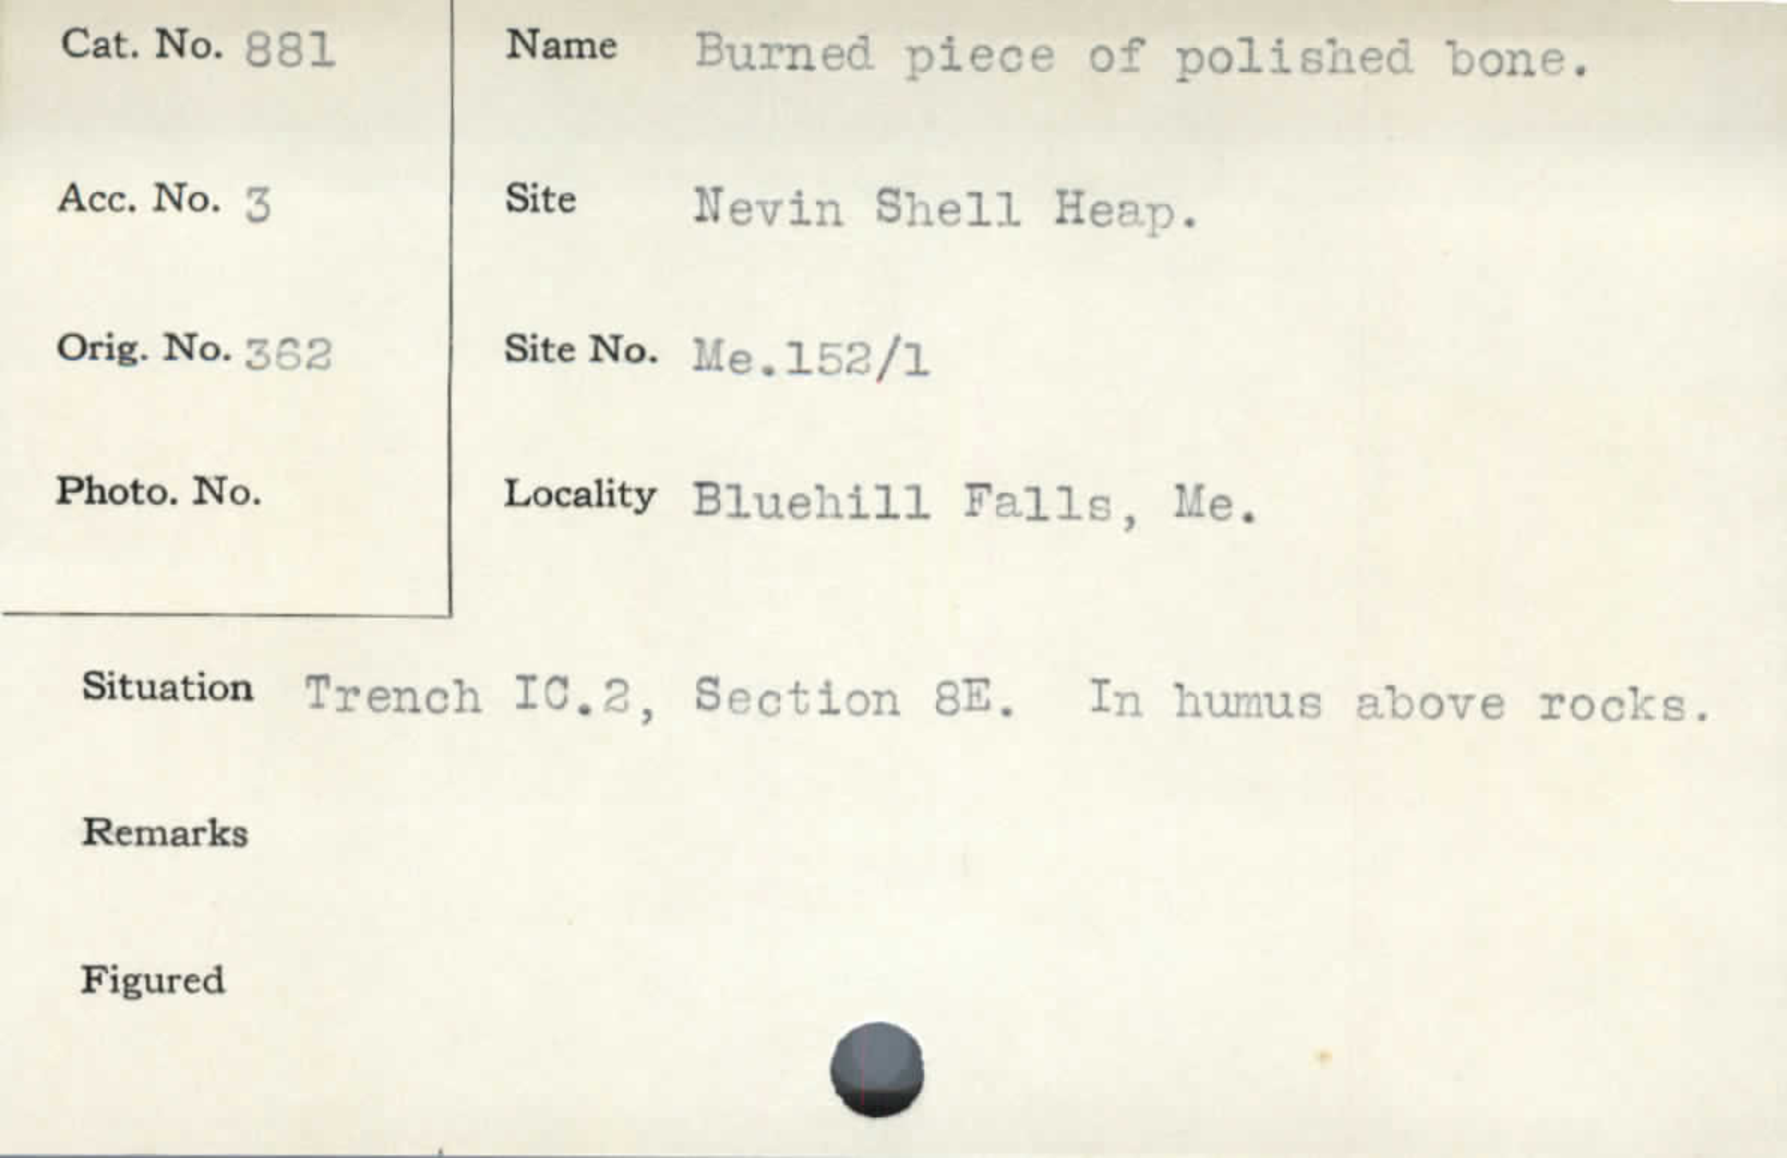 Cat. No. 881
Name Burned piece of polished bone.
Acc. No. 3
Site Nevin Shell Heap.
Orig. No. 362
Site No. Me.152/1
Photo. No.
Locality Bluehill Falls, Me.
Situation Trench IC.2, Section 8E. In humus above rocks.
Remarks
Figured